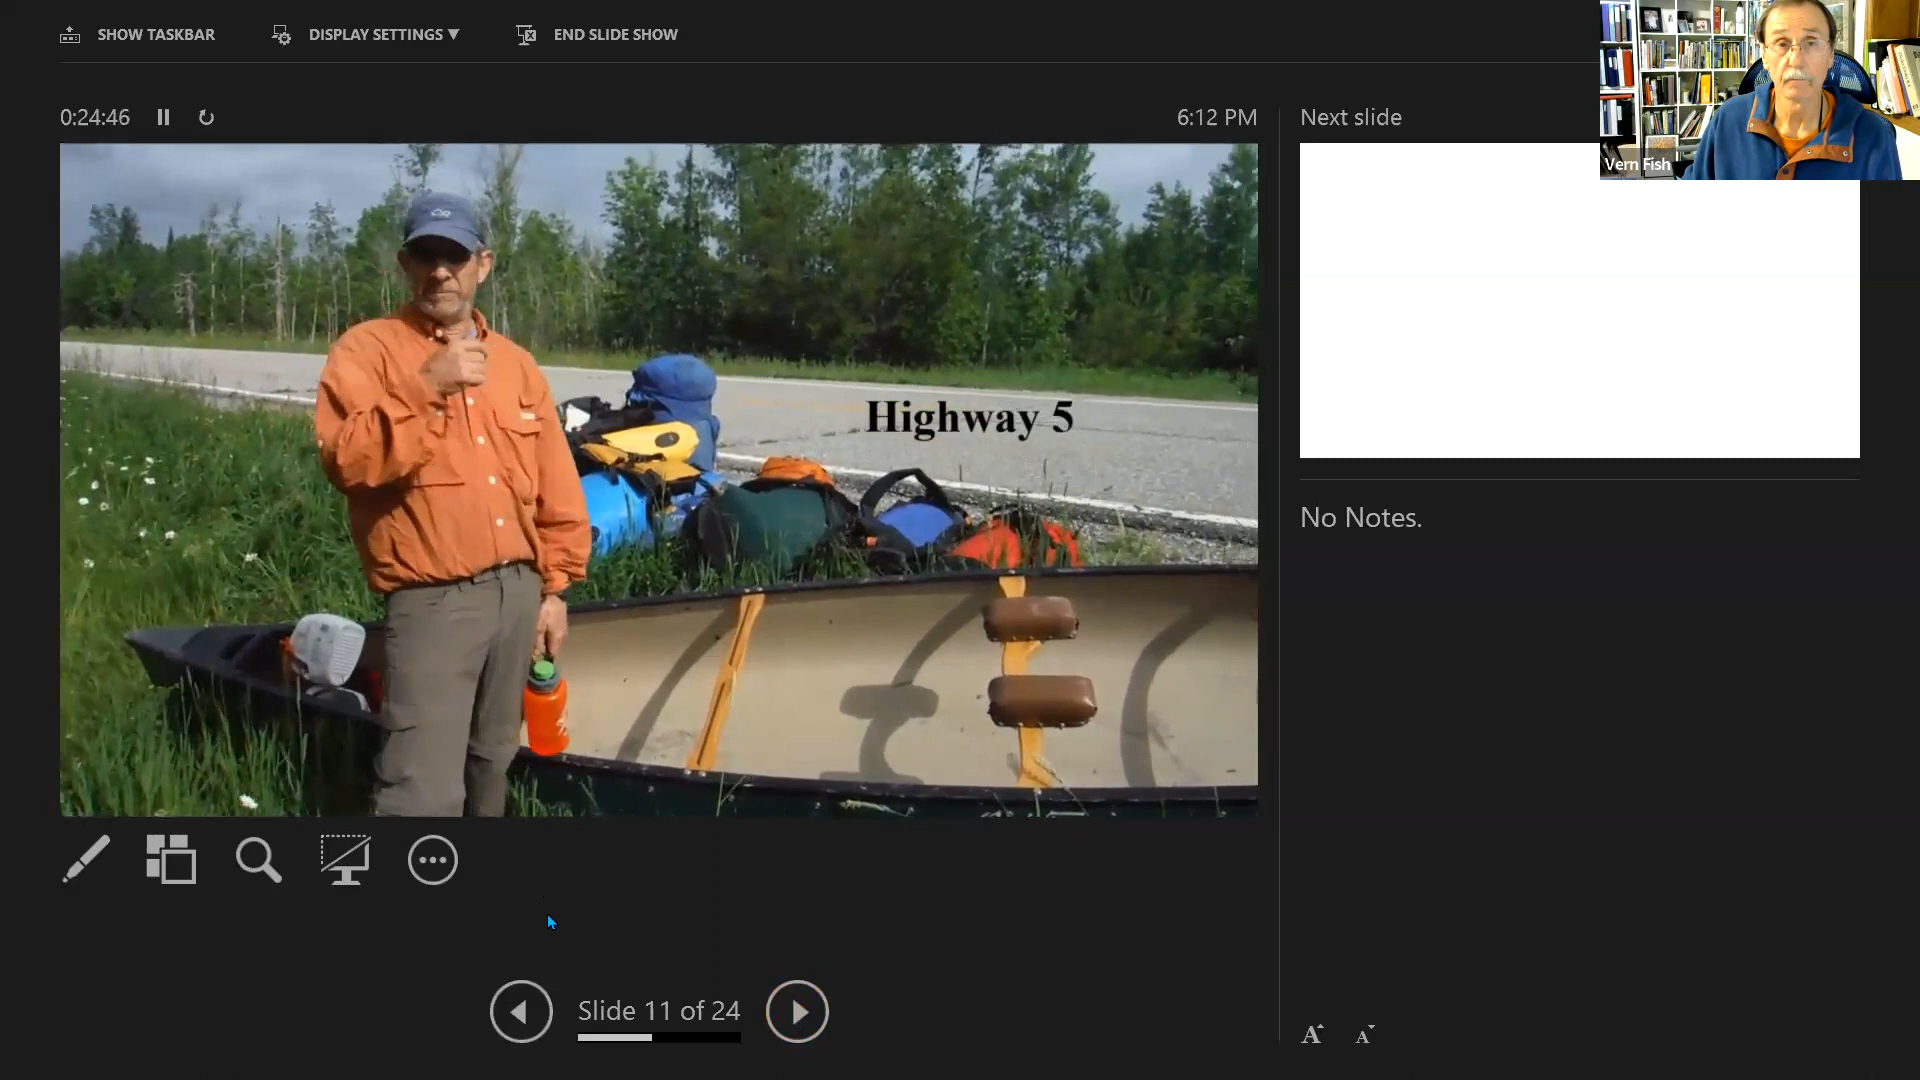 SHOW TASKBAR
DISPLAY SETTINGS ▼
END SLIDE SHOW
0:24:46
6:12 PM
Next slide
Vern Fish
Highway 5
No Notes.
Slide 11 of 24
A A